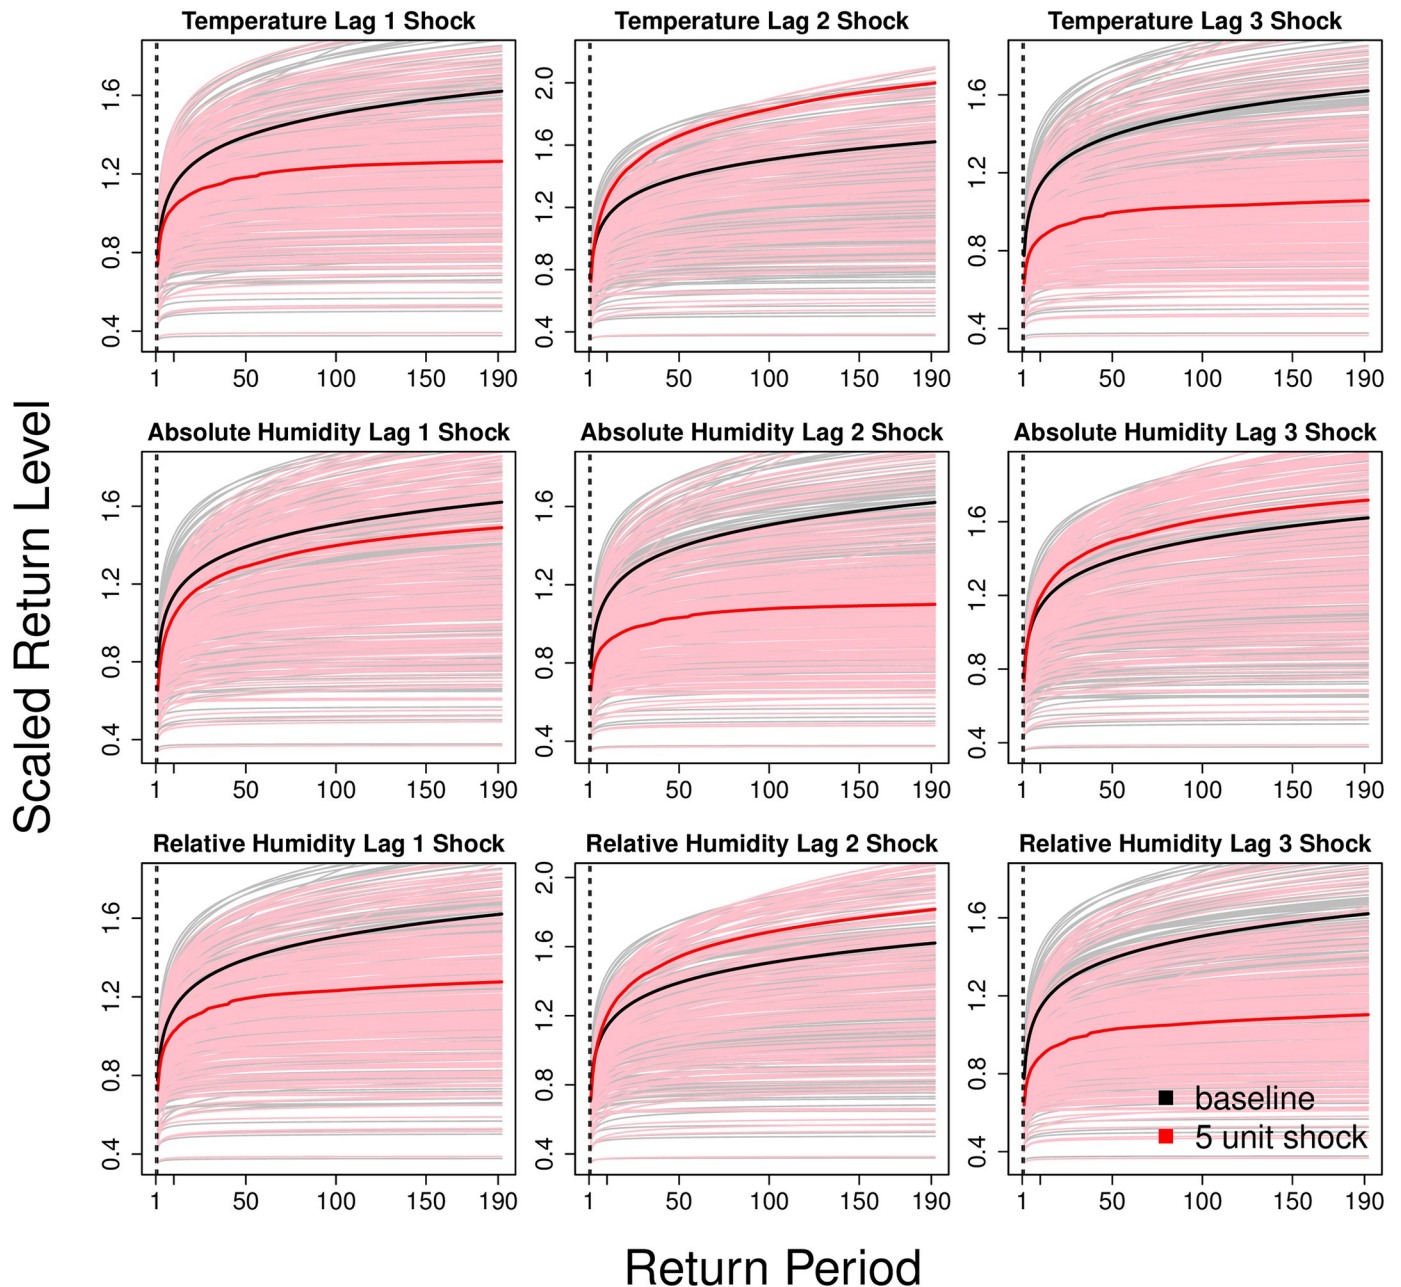 Temperature Lag 1 Shock
Temperature Lag 2 Shock
Temperature Lag 3 Shock
1.6
1.2
0.8
0.4
1 50 100 150 190
2.0
1.6
1.2
0.8
0.4
1 50 100 150 190
1.6
1.2
0.8
0.4
1 50 100 150 190
Scaled Return Level
Absolute Humidity Lag 1 Shock
Absolute Humidity Lag 2 Shock
Absolute Humidity Lag 3 Shock
1.6
1.2
0.8
0.4
1 50 100 150 190
1.6
1.2
0.8
0.4
1 50 100 150 190
1.6
1.2
0.8
0.4
1 50 100 150 190
Relative Humidity Lag 1 Shock
Relative Humidity Lag 2 Shock
Relative Humidity Lag 3 Shock
1.6
1.2
0.8
0.4
1 50 100 150 190
2.0
1.6
1.2
0.8
0.4
1 50 100 150 190
1.6
1.2
0.8
0.4
baseline
5 unit shock
1 50 100 150 190
Return Period